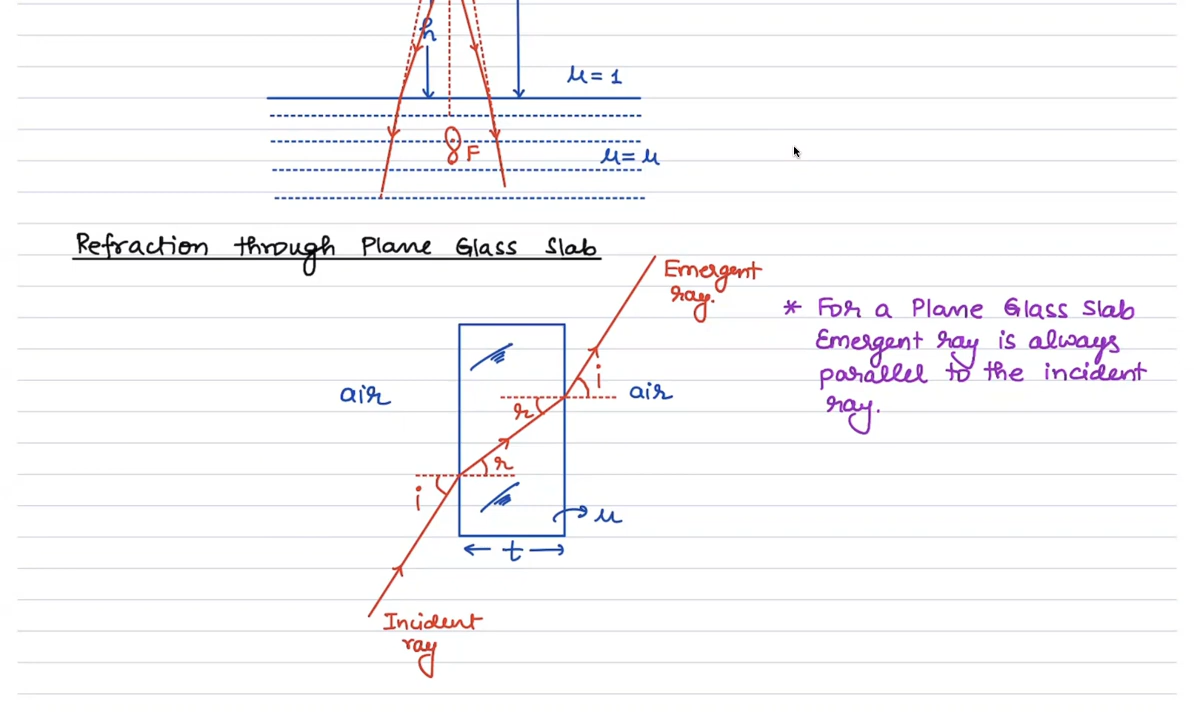 h
μ = 1
F
μ = μ
Refraction through Plane Glass Slab
Emergent
ray.
* For a Plane Glass Slab
Emergent ray is always
parallel to the incident
ray.
i
air
air
r
r
i
μ
← t →
Incident
ray